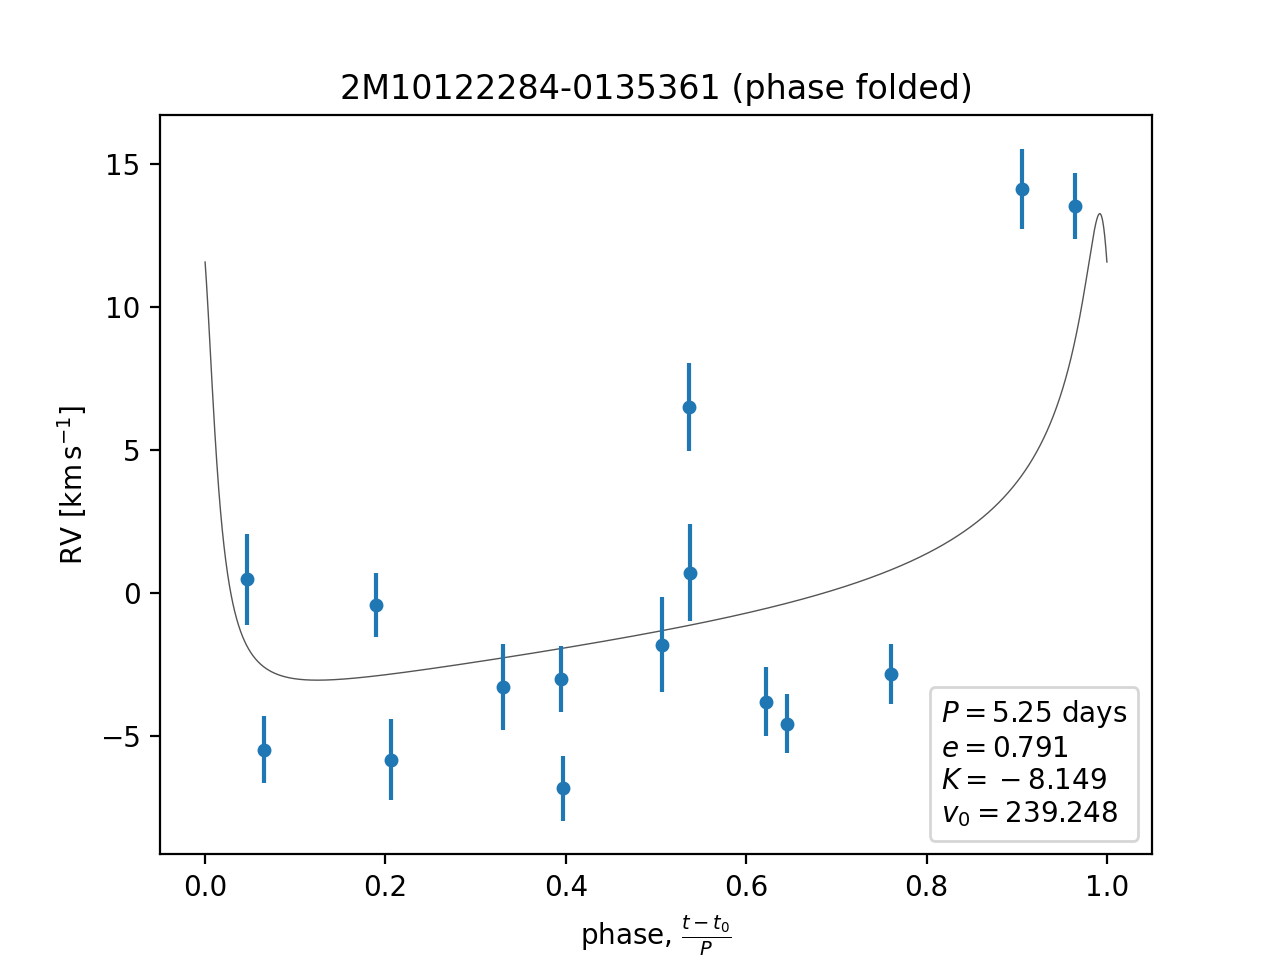 2M10122284-0135361 (phase folded)
RV [km s⁻¹]
15
10
5
0
−5
0.0 0.2 0.4 0.6 0.8 1.0
phase, (t − t₀)/P
P = 5.25 days
e = 0.791
K = − 8.149
v₀ = 239.248